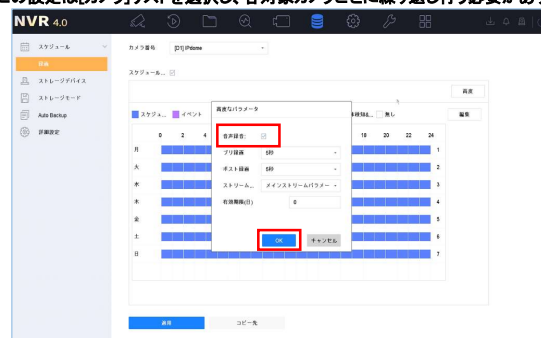 上の設定は[カメラ]リストを選択し、各対象カメラごとに繰り返し行う必要があり
NVR 4.0
スケジュール
録画
ストレージデバイス
ストレージモード
Auto Backup
詳細設定
カメラ番号 [D1] IPdome
スケジュール...
高度
スケジュ... イベント 無し 編集
0 2 4 18 20 22 24
月 1
火 2
水 3
木 4
金 5
土 6
日 7
高度なパラメータ
音声録音:
プリ録画 5秒
ポスト録画 5秒
ストリーム... メインストリーム(パラメー
有効期限(日) 0
OK キャンセル
適用 コピー先